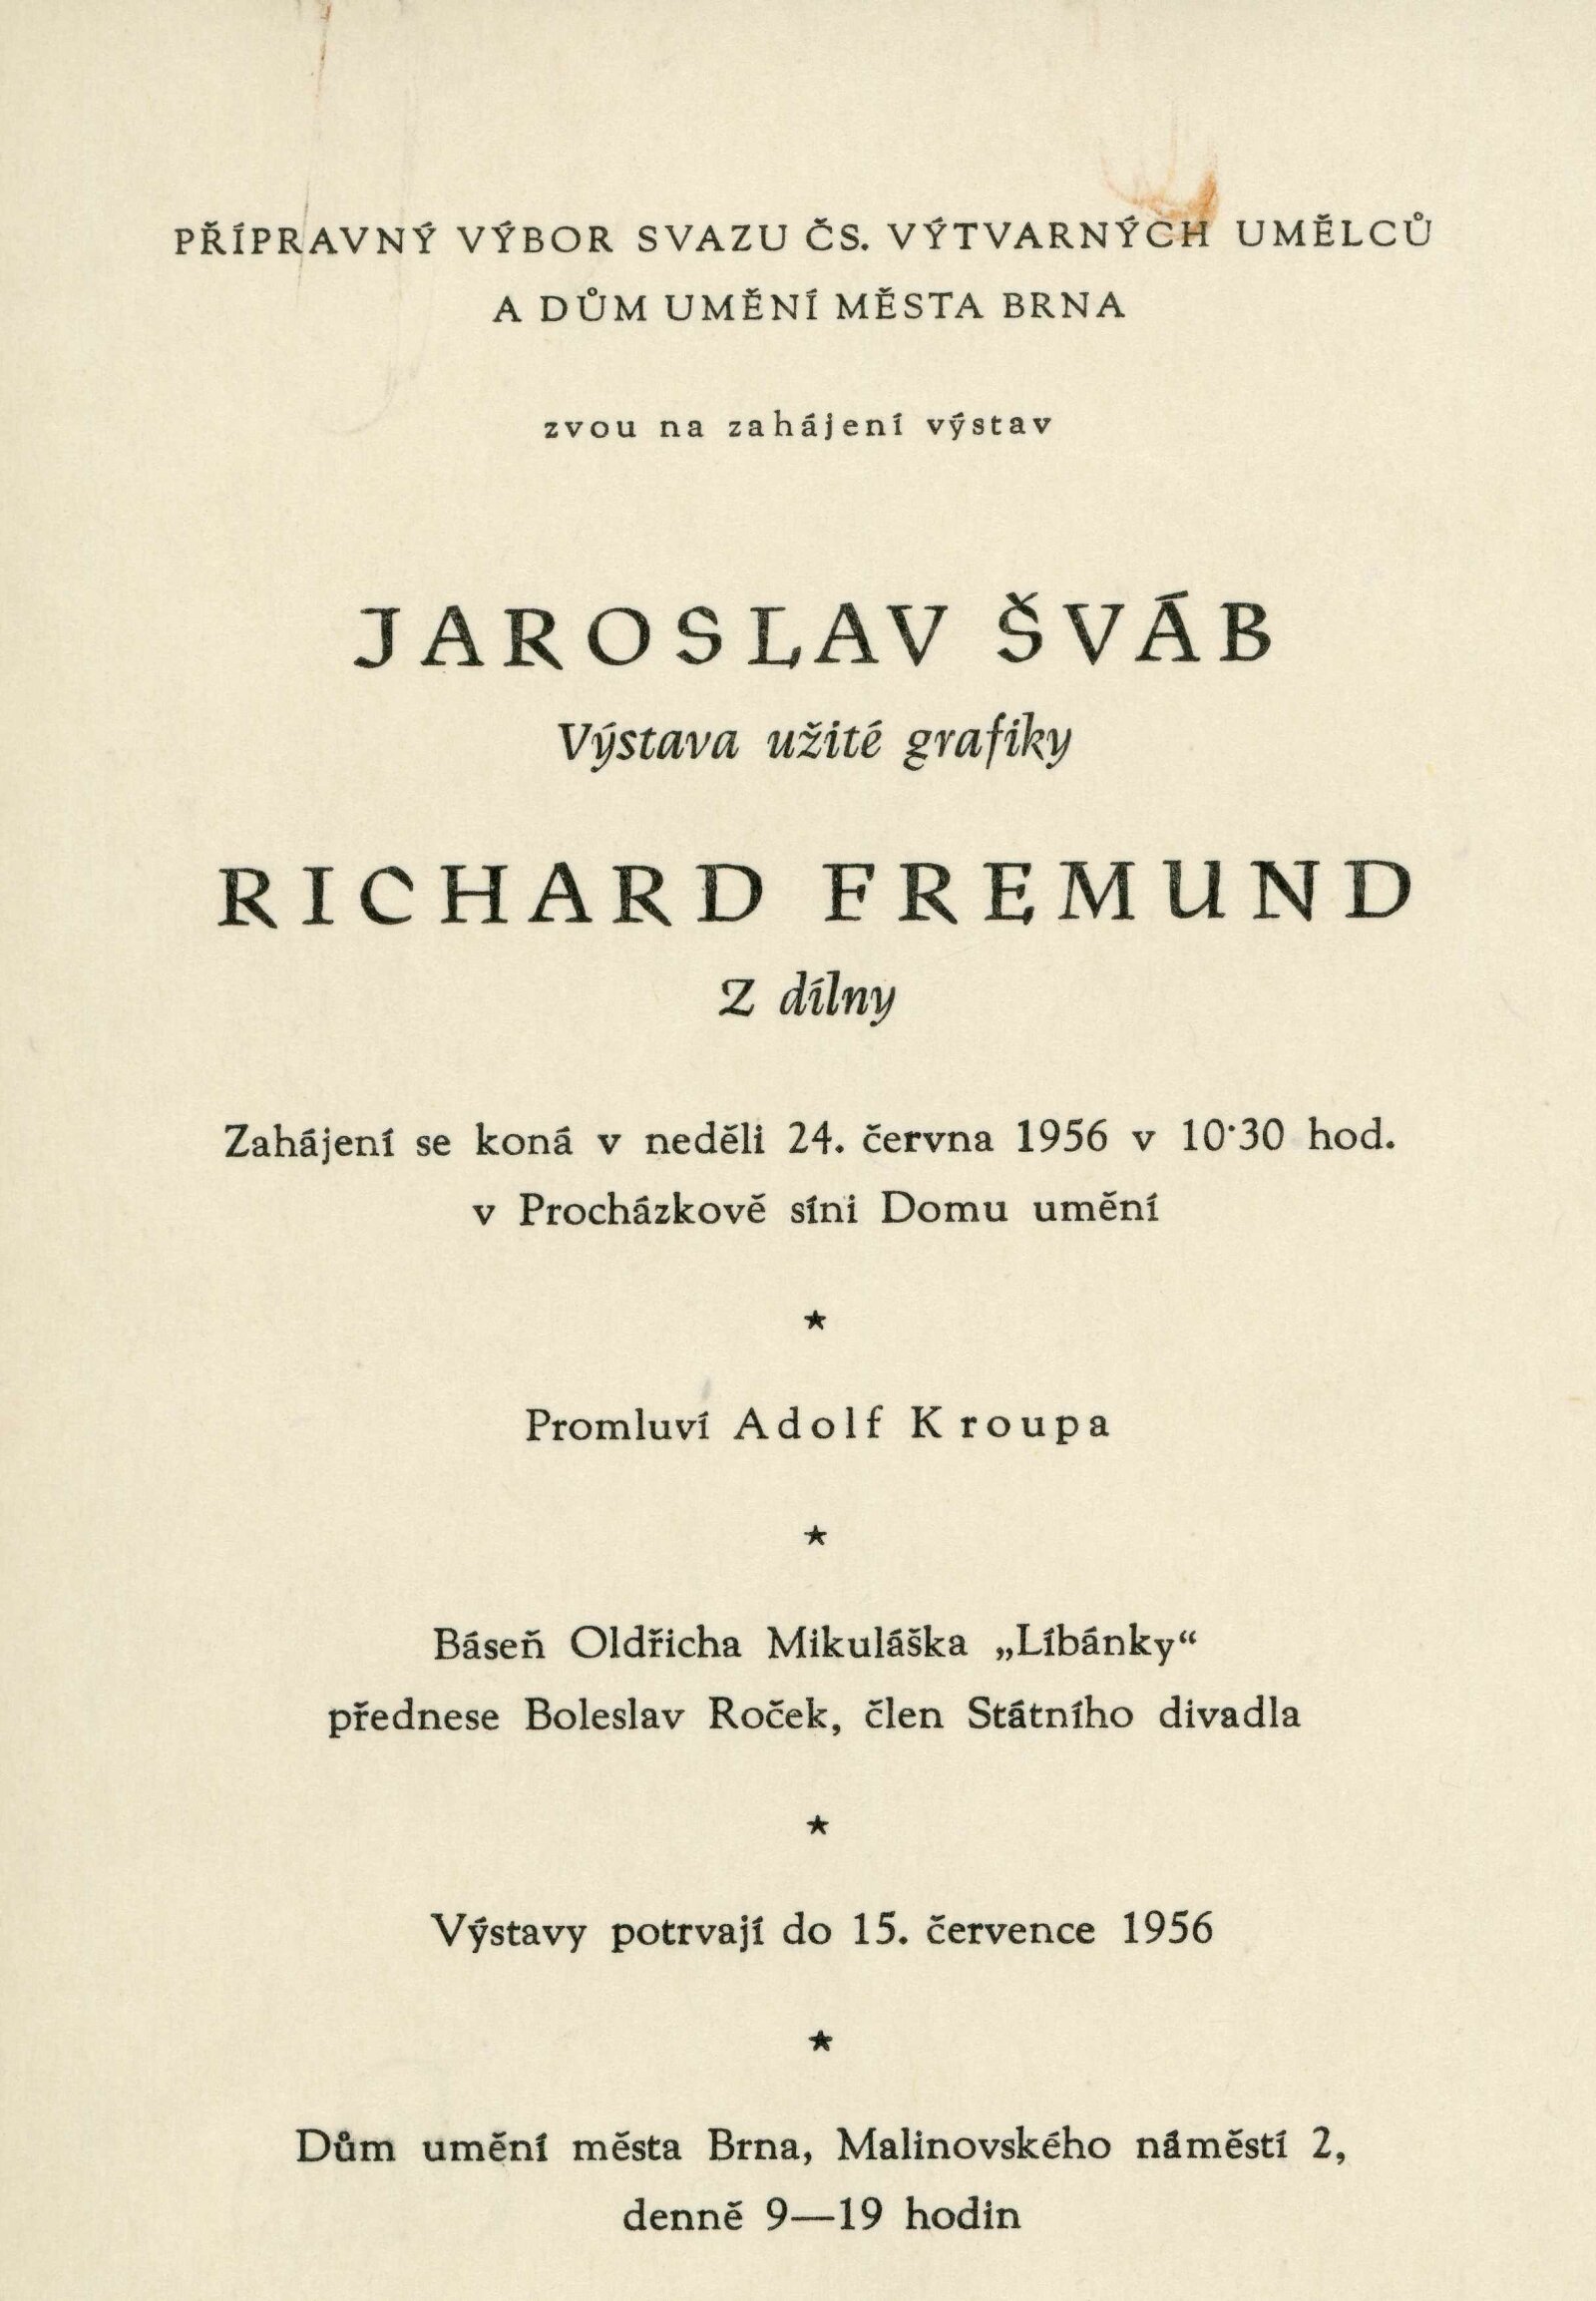 PŘÍPRAVNÝ VÝBOR SVAZU ČS. VÝTVARNÝCH UMĚLCŮ
A DŮM UMĚNÍ MĚSTA BRNA
zvou na zahájení výstav
JAROSLAV ŠVÁB
Výstava užité grafiky
RICHARD FREMUND
Z dílny
Zahájení se koná v neděli 24. června 1956 v 10·30 hod.
v Procházkově síni Domu umění
★
Promluví Adolf Kroupa
★
Báseň Oldřicha Mikuláška „Líbánky“
přednese Boleslav Roček, člen Státního divadla
★
Výstavy potrvají do 15. července 1956
★
Dům umění města Brna, Malinovského náměstí 2,
denně 9—19 hodin